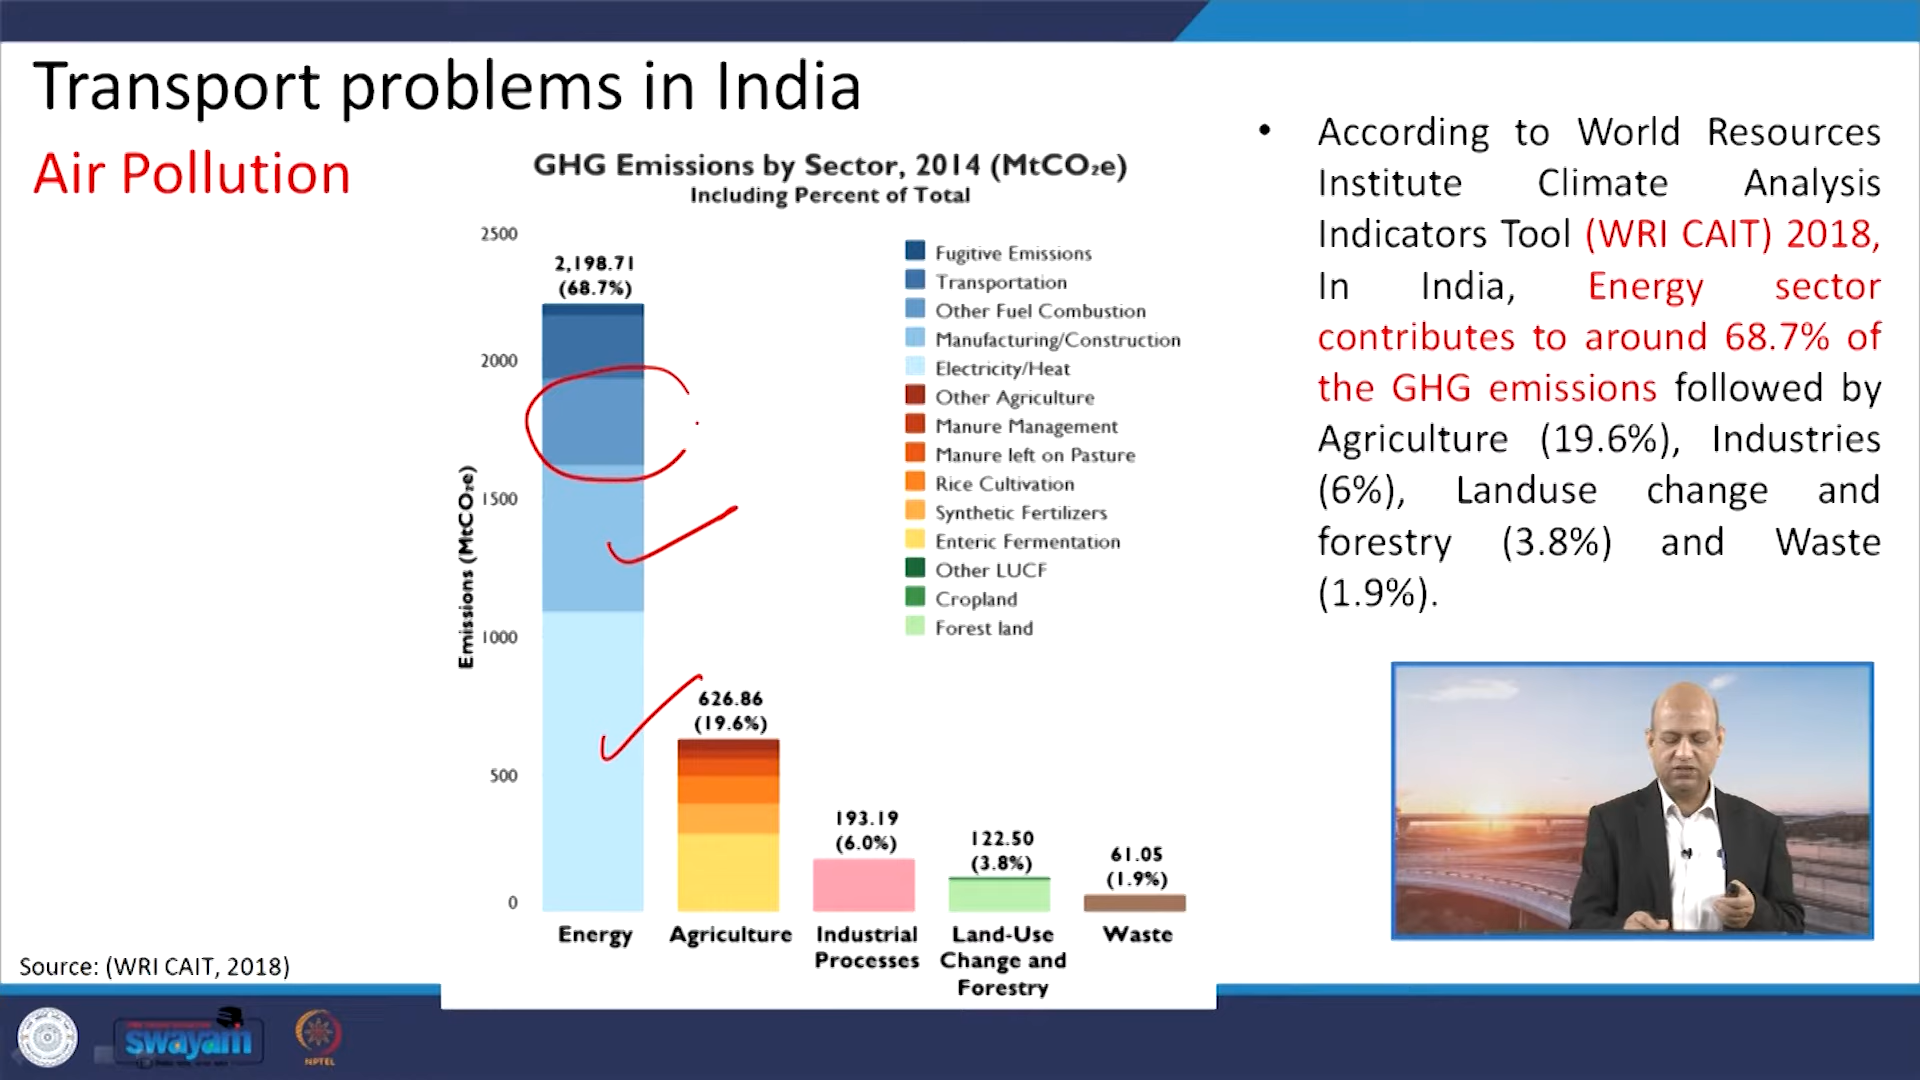 Transport problems in India
Air Pollution
GHG Emissions by Sector, 2014 (MtCO₂e)
Including Percent of Total
Emissions (MtCO₂e)
2500
2000
1500
1000
500
0
2,198.71
(68.7%)
626.86
(19.6%)
193.19
(6.0%)
122.50
(3.8%)
61.05
(1.9%)
Fugitive Emissions
Transportation
Other Fuel Combustion
Manufacturing/Construction
Electricity/Heat
Other Agriculture
Manure Management
Manure left on Pasture
Rice Cultivation
Synthetic Fertilizers
Enteric Fermentation
Other LUCF
Cropland
Forest land
Energy
Agriculture
Industrial
Processes
Land-Use
Change and
Forestry
Waste
• According to World Resources
Institute Climate Analysis
Indicators Tool (WRI CAIT) 2018,
In India, Energy sector
contributes to around 68.7% of
the GHG emissions followed by
Agriculture (19.6%), Industries
(6%), Landuse change and
forestry (3.8%) and Waste
(1.9%).
Source: (WRI CAIT, 2018)
swayam
NPTEL